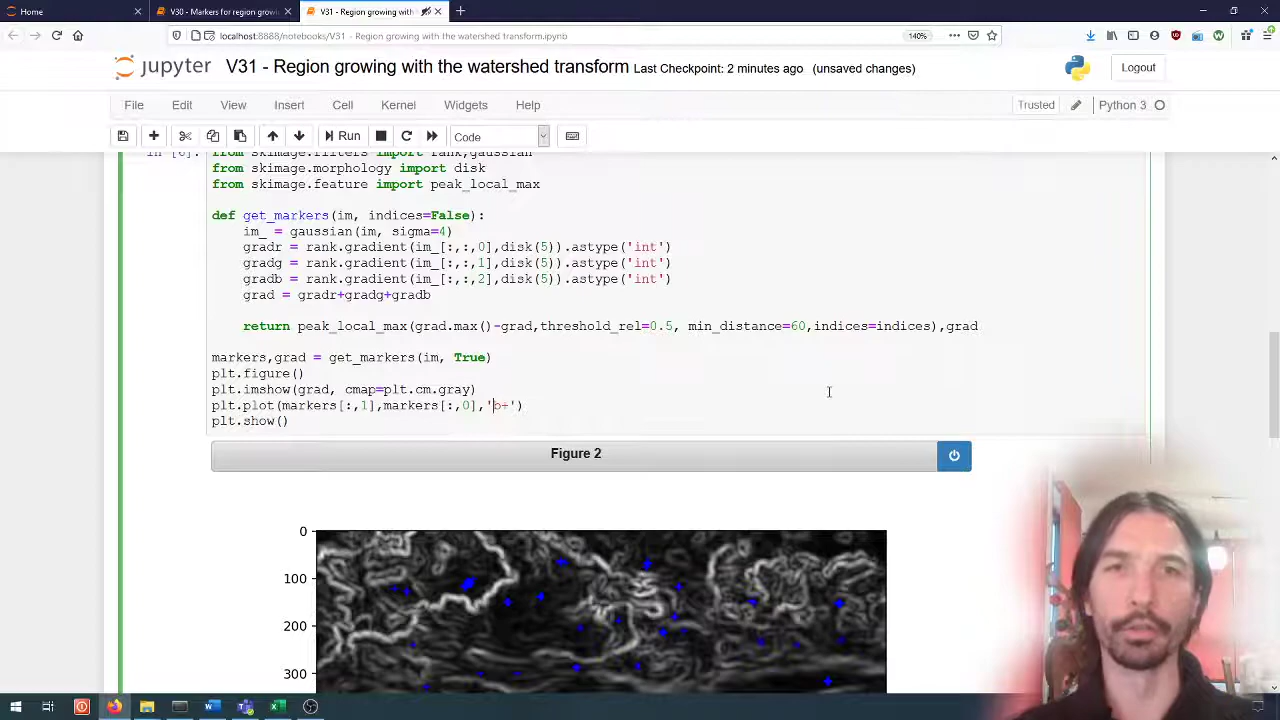 Home
V30 - Markers for region growin
V31 - Region growing with
localhost:8888/notebooks/V31 - Region growing with the watershed transform.ipynb
140%
jupyter
V31 - Region growing with the watershed transform Last Checkpoint: 2 minutes ago (unsaved changes)
Logout
File Edit View Insert Cell Kernel Widgets Help
Trusted
Python 3
Run
Code
In [6]:
from skimage.filters import rank,gaussian
from skimage.morphology import disk
from skimage.feature import peak_local_max
def get_markers(im, indices=False):
im_ = gaussian(im, sigma=4)
gradr = rank.gradient(im_[:,:,0],disk(5)).astype('int')
gradg = rank.gradient(im_[:,:,1],disk(5)).astype('int')
gradb = rank.gradient(im_[:,:,2],disk(5)).astype('int')
grad = gradr+gradg+gradb
return peak_local_max(grad.max()-grad,threshold_rel=0.5, min_distance=60,indices=indices),grad
markers,grad = get_markers(im, True)
plt.figure()
plt.imshow(grad, cmap=plt.cm.gray)
plt.plot(markers[:,1],markers[:,0],'b+')
plt.show()
Figure 2
0
100
200
300